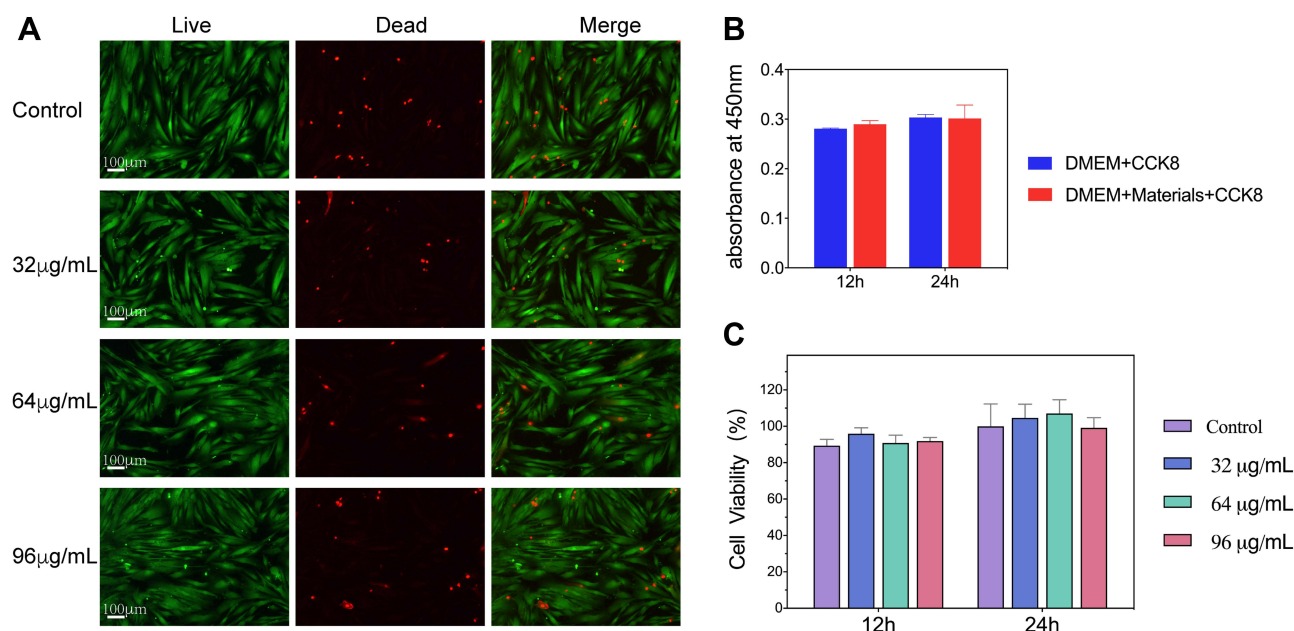 A
Live Dead Merge
Control
100μm
32μg/mL
100μm
64μg/mL
100μm
96μg/mL
100μm
B
absorbance at 450nm
0.4
0.3
0.2
0.1
0.0
12h 24h
DMEM+CCK8
DMEM+Materials+CCK8
C
Cell Viability (%)
120
100
80
60
40
20
0
12h 24h
Control
32 μg/mL
64 μg/mL
96 μg/mL